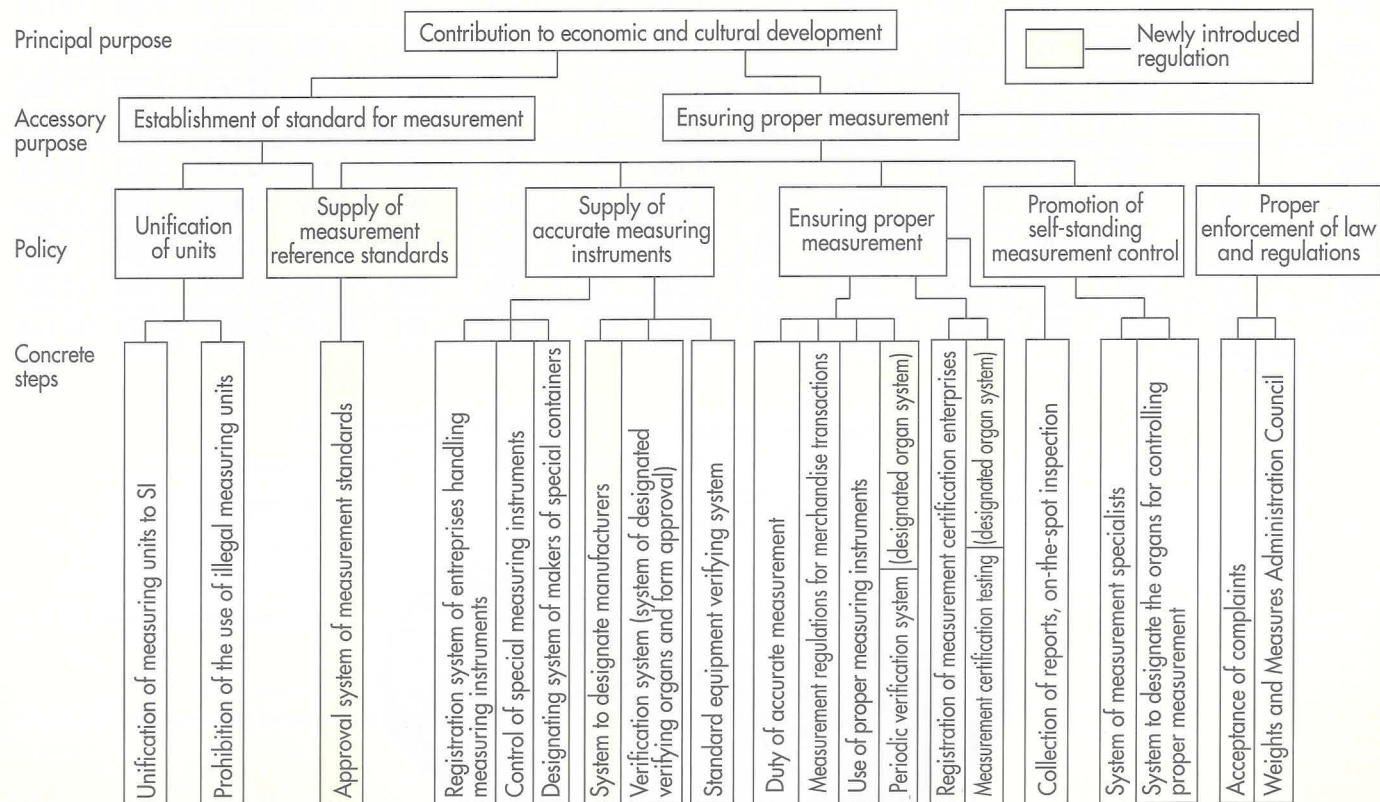 Principal purpose
Contribution to economic and cultural development
Newly introduced
regulation
Accessory
purpose
Establishment of standard for measurement
Ensuring proper measurement
Policy
Unification
of units
Supply of
measurement
reference standards
Supply of
accurate measuring
instruments
Ensuring proper
measurement
Promotion of
self-standing
measurement control
Proper
enforcement of law
and regulations
Concrete
steps
Unification of measuring units to SI
Prohibition of the use of illegal measuring units
Approval system of measurement standards
Registration system of entreprises handling
measuring instruments
Control of special measuring instruments
Designating system of makers of special containers
System to designate manufacturers
Verification system (system of designated
verifying organs and form approval)
Standard equipment verifying system
Duty of accurate measurement
Measurement regulations for merchandise transactions
Use of proper measuring instruments
Periodic verification system (designated organ system)
Registration of measurement certification enterprises
Measurement certification testing (designated organ system)
Collection of reports, on-the-spot inspection
System of measurement specialists
System to designate the organs for controlling
proper measurement
Acceptance of complaints
Weights and Measures Administration Council